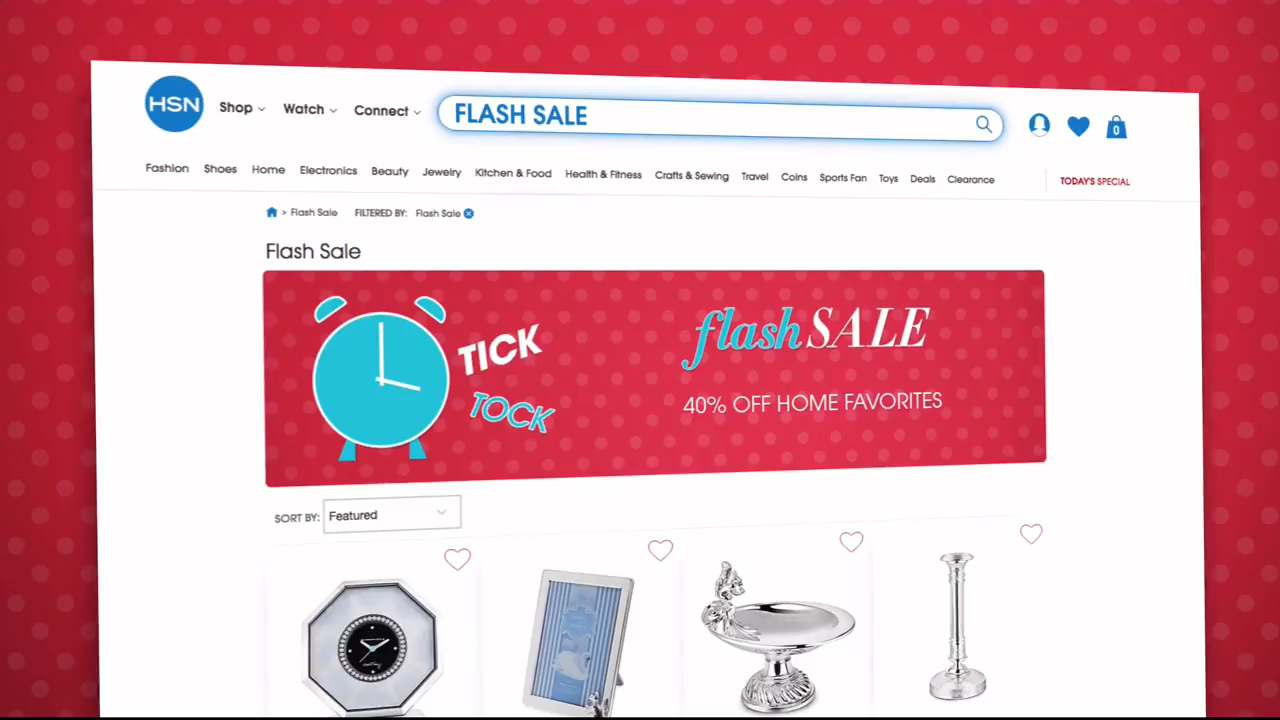 HSN
Shop Watch Connect
FLASH SALE
0
Fashion Shoes Home Electronics Beauty Jewelry Kitchen & Food Health & Fitness Crafts & Sewing Travel Coins Sports Fan Toys Deals Clearance TODAY'S SPECIAL
> Flash Sale FILTERED BY: Flash Sale
Flash Sale
TICK
TOCK
flash SALE
40% OFF HOME FAVORITES
SORT BY: Featured